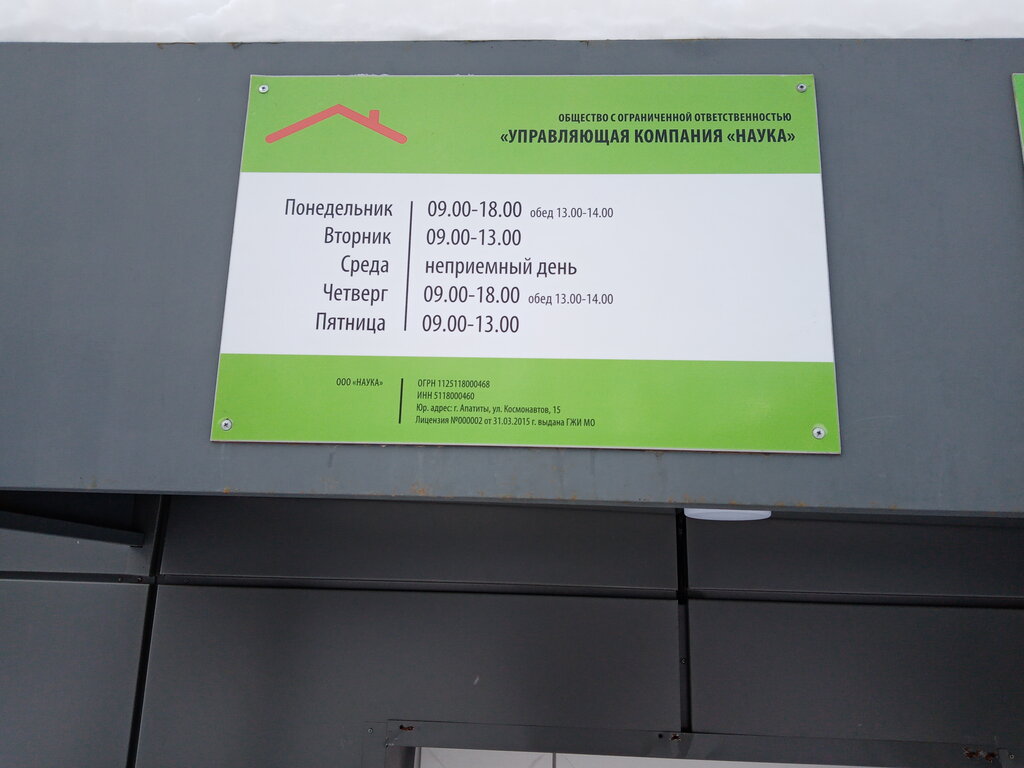 ОБЩЕСТВО С ОГРАНИЧЕННОЙ ОТВЕТСТВЕННОСТЬЮ
«УПРАВЛЯЮЩАЯ КОМПАНИЯ «НАУКА»
Понедельник 09.00-18.00 обед 13.00-14.00
Вторник 09.00-13.00
Среда неприемный день
Четверг 09.00-18.00 обед 13.00-14.00
Пятница 09.00-13.00
ООО «НАУКА» ОГРН 1125118000468
ИНН 5118000460
Юр. адрес: г. Апатиты, ул. Космонавтов, 15
Лицензия №000002 от 31.03.2015 г. выдана ГЖИ МО